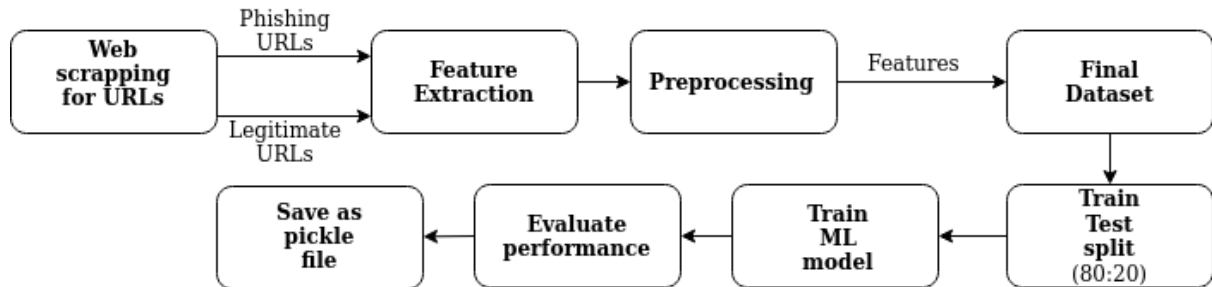 Web
scrapping
for URLs
Phishing
URLs
Legitimate
URLs
Feature
Extraction
Preprocessing
Features
Final
Dataset
Train
Test
split
(80:20)
Train
ML
model
Evaluate
performance
Save as
pickle
file